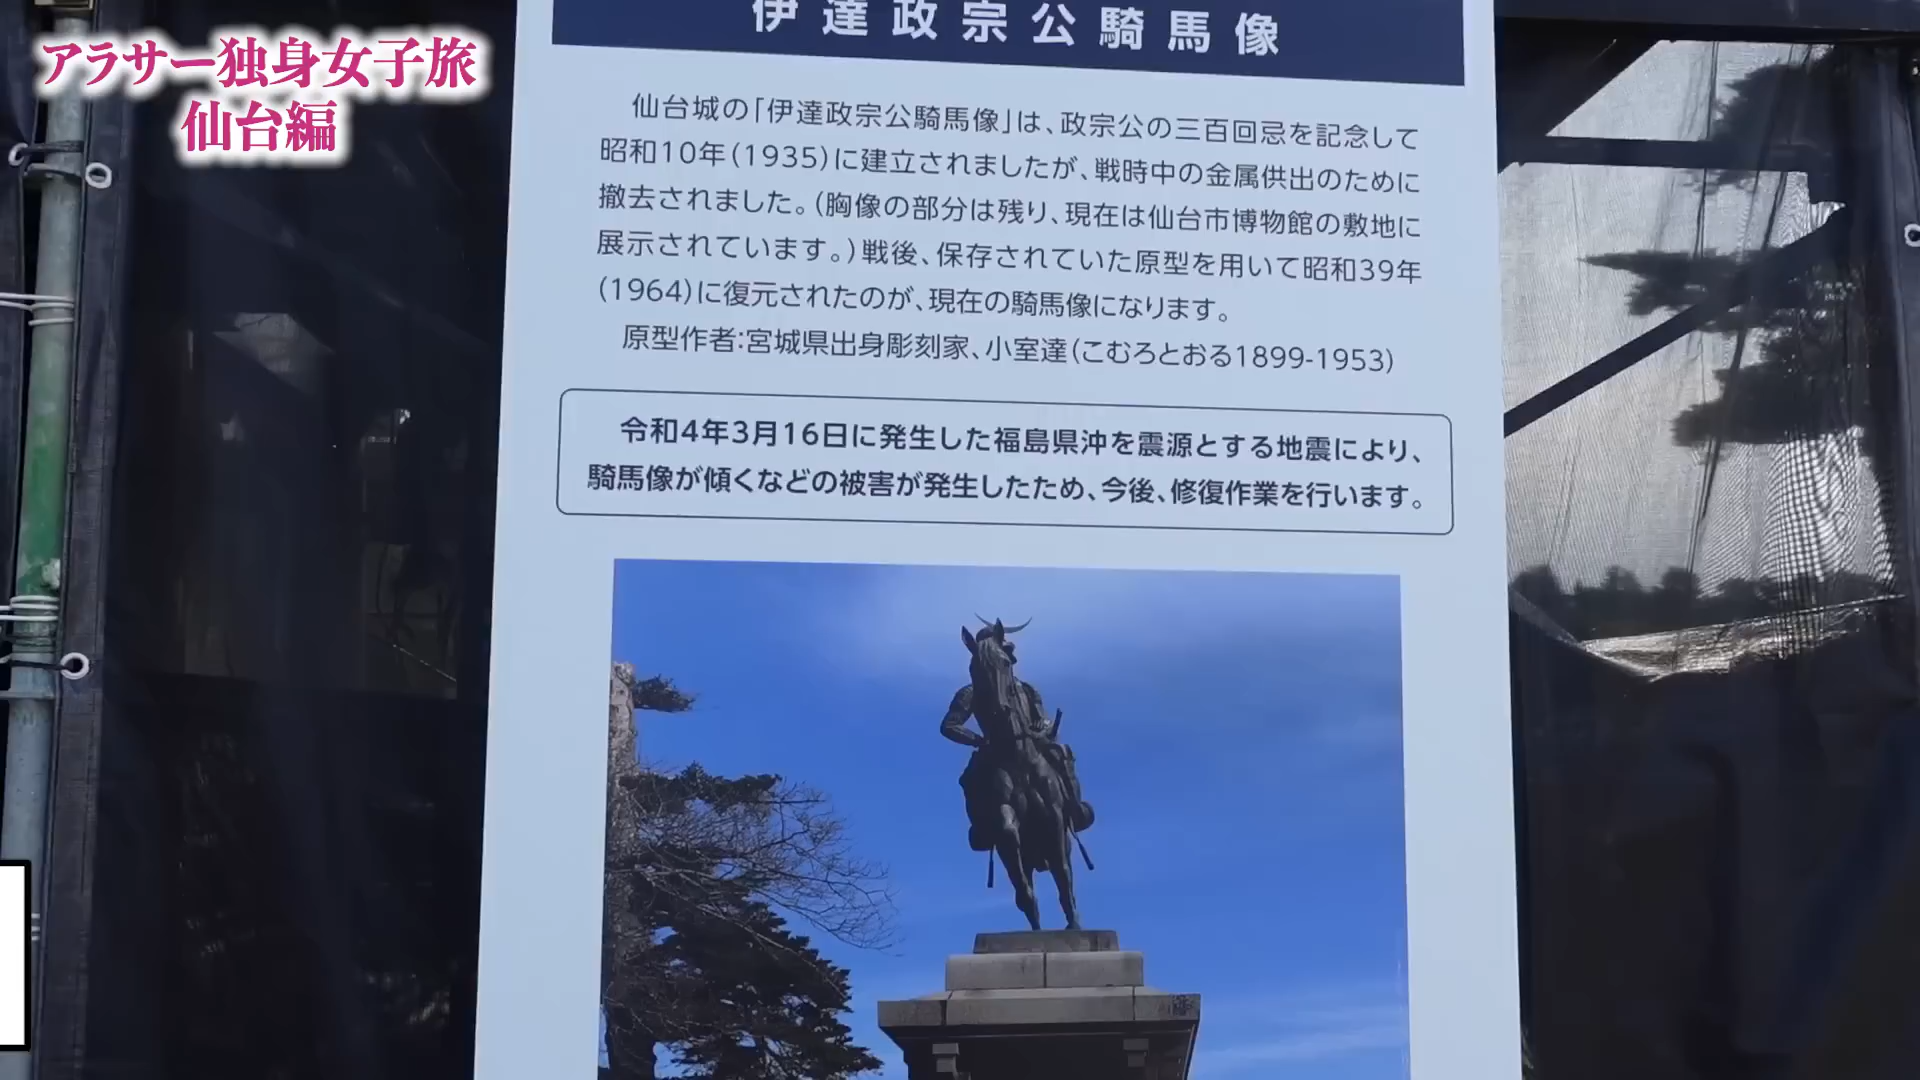 アラサー独身女子旅
仙台編
伊達政宗公騎馬像
仙台城の「伊達政宗公騎馬像」は、政宗公の三百回忌を記念して
昭和10年(1935)に建立されましたが、戦時中の金属供出のために
撤去されました。(胸像の部分は残り、現在は仙台市博物館の敷地に
展示されています。)戦後、保存されていた原型を用いて昭和39年
(1964)に復元されたのが、現在の騎馬像になります。
原型作者:宮城県出身彫刻家、小室達(こむろとおる1899-1953)
令和4年3月16日に発生した福島県沖を震源とする地震により、
騎馬像が傾くなどの被害が発生したため、今後、修復作業を行います。